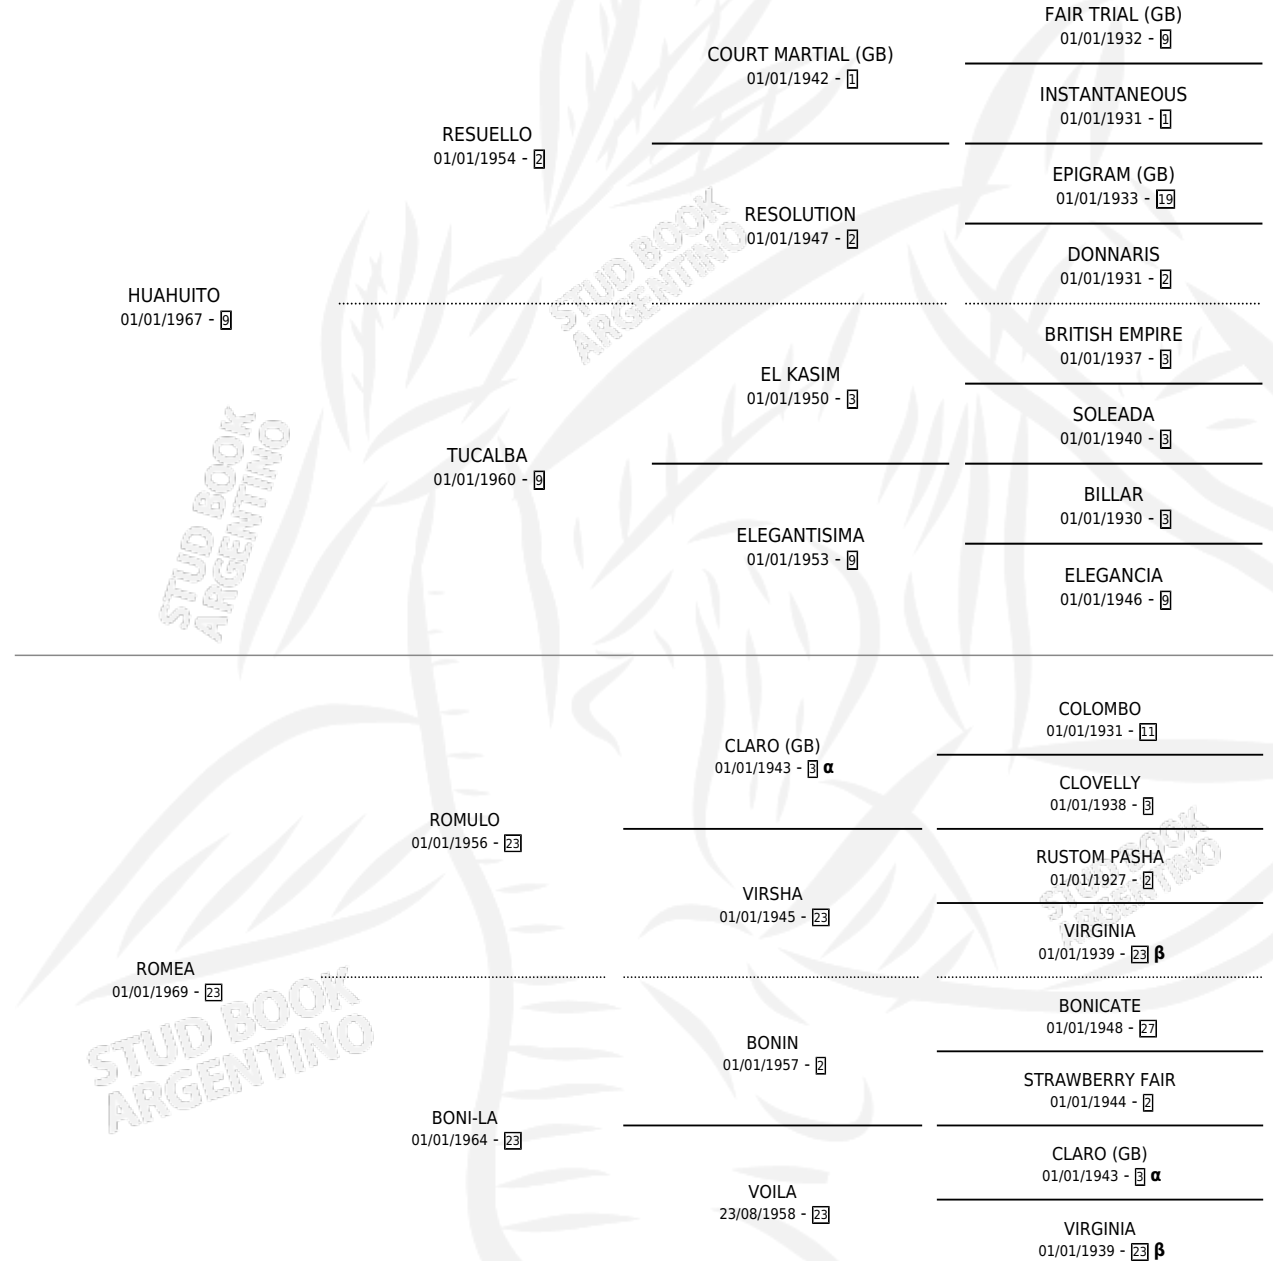 FAIR TRIAL (GB)
01/01/1932 - 9
COURT MARTIAL (GB)
01/01/1942 - 1
INSTANTANEOUS
01/01/1931 - 1
RESUELLO
01/01/1954 - 2
EPIGRAM (GB)
01/01/1933 - 19
RESOLUTION
01/01/1947 - 2
DONNARIS
01/01/1931 - 2
HUAHUITO
01/01/1967 - 9
BRITISH EMPIRE
01/01/1937 - 3
EL KASIM
01/01/1950 - 3
SOLEADA
01/01/1940 - 3
TUCALBA
01/01/1960 - 9
BILLAR
01/01/1930 - 3
ELEGANTISIMA
01/01/1953 - 9
ELEGANCIA
01/01/1946 - 9
COLOMBO
01/01/1931 - 11
CLARO (GB)
01/01/1943 - 3 α
CLOVELLY
01/01/1938 - 3
ROMULO
01/01/1956 - 23
RUSTOM PASHA
01/01/1927 - 2
VIRSHA
01/01/1945 - 23
VIRGINIA
01/01/1939 - 23 β
ROMEA
01/01/1969 - 23
BONICATE
01/01/1948 - 27
BONIN
01/01/1957 - 2
STRAWBERRY FAIR
01/01/1944 - 2
BONI-LA
01/01/1964 - 23
CLARO (GB)
01/01/1943 - 3 α
VOILA
23/08/1958 - 23
VIRGINIA
01/01/1939 - 23 β
STUD BOOK
ARGENTINO
STUD BOOK
ARGENTINO
STUD BOOK
ARGENTINO
STUD BOOK
ARGENTINO